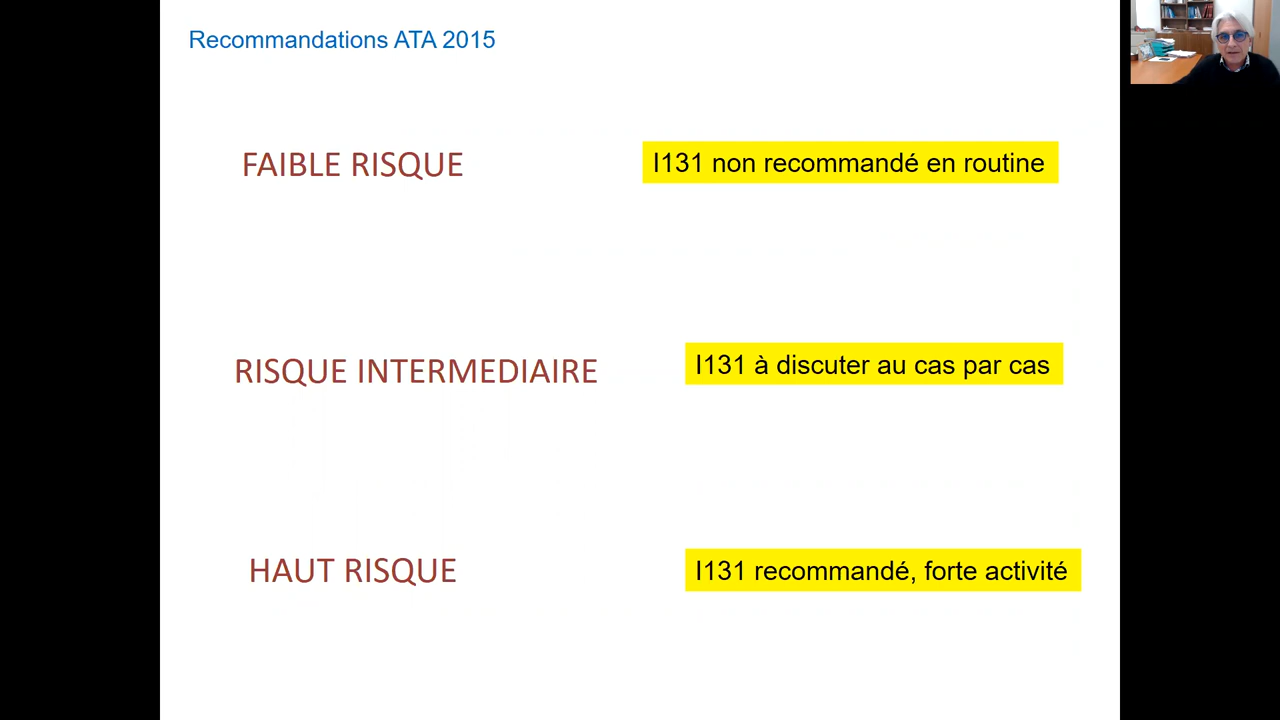 Recommandations ATA 2015
FAIBLE RISQUE
I131 non recommandé en routine
RISQUE INTERMEDIAIRE
I131 à discuter au cas par cas
HAUT RISQUE
I131 recommandé, forte activité